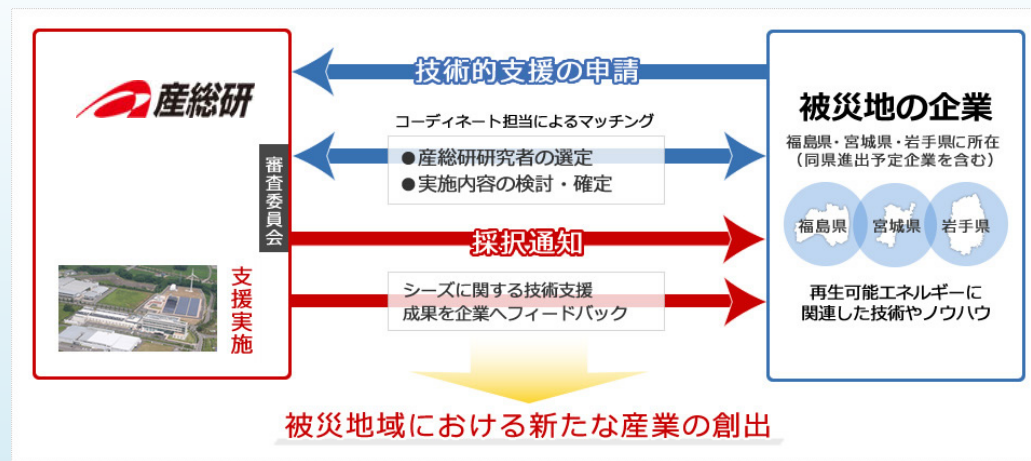 産総研
審査委員会
支援実施
技術的支援の申請
コーディネート担当によるマッチング
●産総研研究者の選定
●実施内容の検討・確定
採択通知
シーズに関する技術支援
成果を企業へフィードバック
被災地の企業
福島県・宮城県・岩手県に所在
（同県進出予定企業を含む）
福島県 宮城県 岩手県
再生可能エネルギーに
関連した技術やノウハウ
被災地域における新たな産業の創出